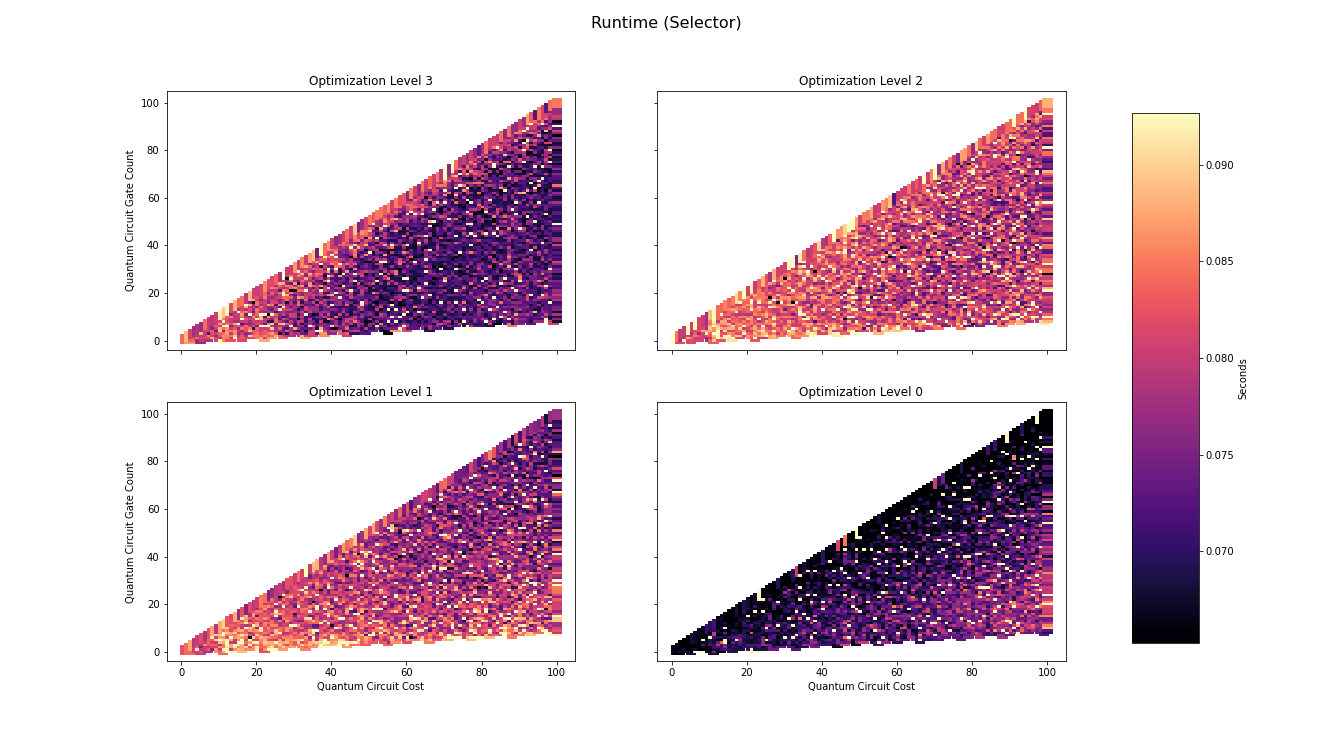 Runtime (Selector)
Optimization Level 3
Optimization Level 2
100
80
60
40
20
0
Quantum Circuit Gate Count
Optimization Level 1
Optimization Level 0
100
80
60
40
20
0
Quantum Circuit Gate Count
0 20 40 60 80 100
Quantum Circuit Cost
0 20 40 60 80 100
Quantum Circuit Cost
0.090
0.085
0.080
0.075
0.070
Seconds